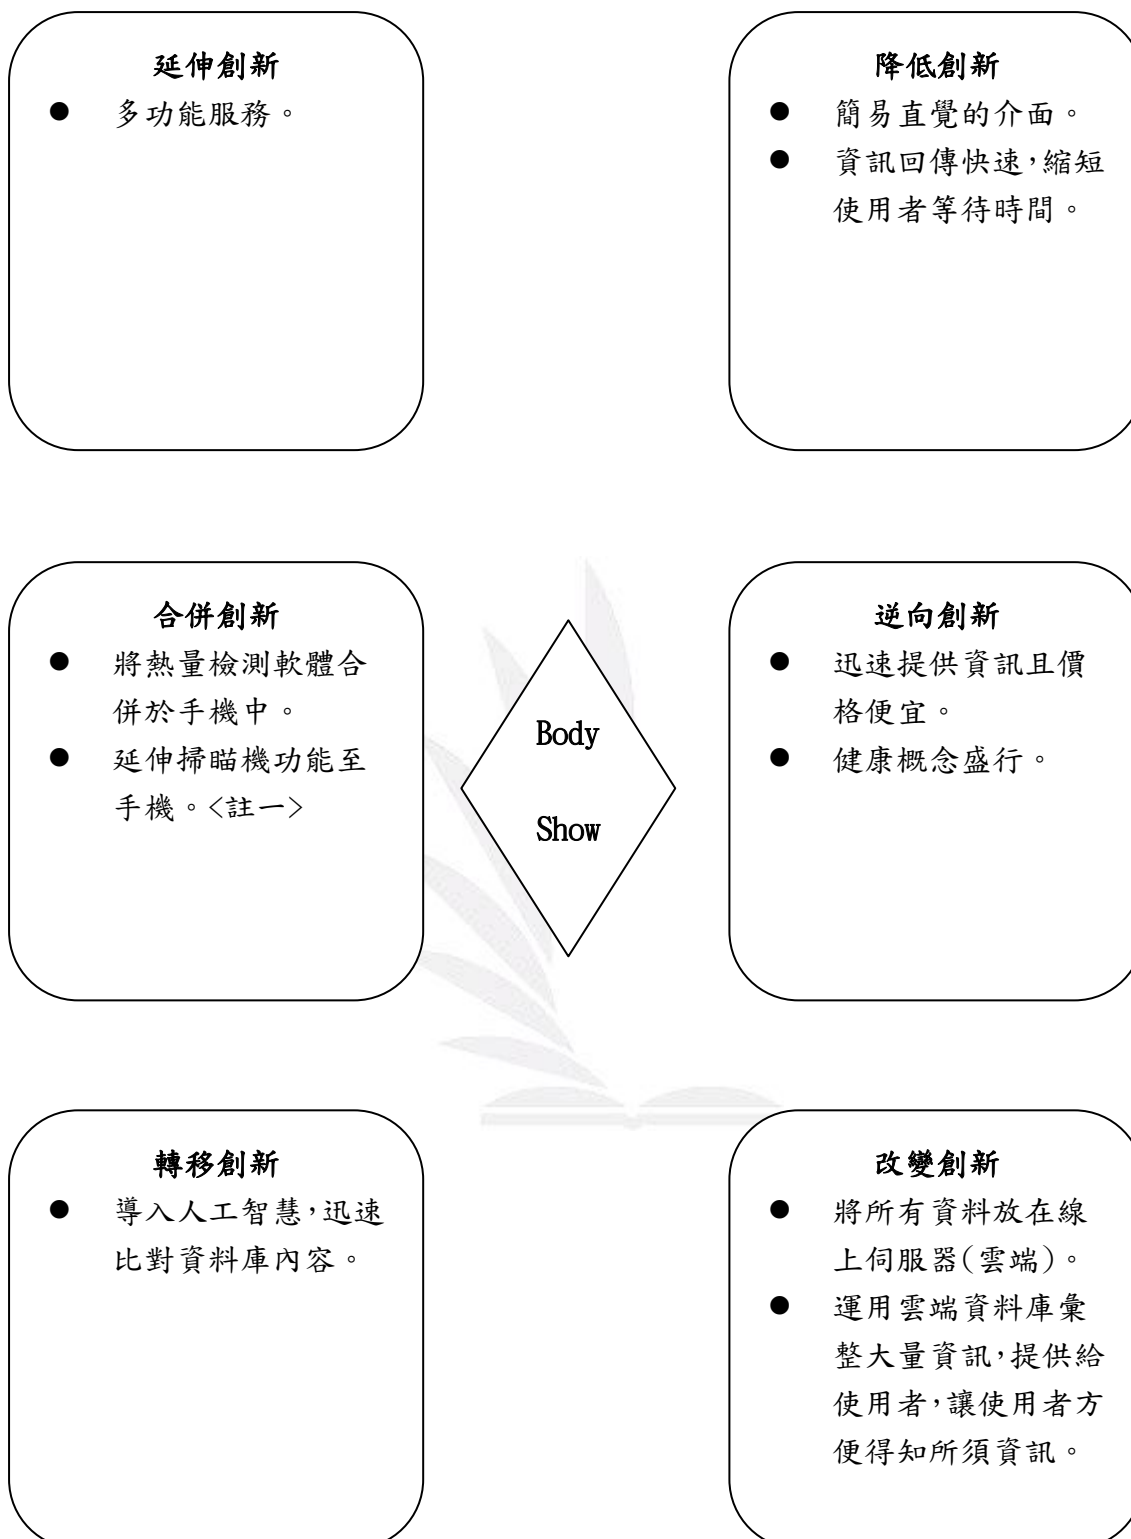 延伸創新
● 多功能服務。
降低創新
● 簡易直覺的介面。
● 資訊回傳快速，縮短
使用者等待時間。
合併創新
● 將熱量檢測軟體合
併於手機中。
● 延伸掃瞄機功能至
手機。<註一>
Body
Show
逆向創新
● 迅速提供資訊且價
格便宜。
● 健康概念盛行。
轉移創新
● 導入人工智慧，迅速
比對資料庫內容。
改變創新
● 將所有資料放在線
上伺服器(雲端)。
● 運用雲端資料庫彙
整大量資訊，提供給
使用者，讓使用者方
便得知所須資訊。